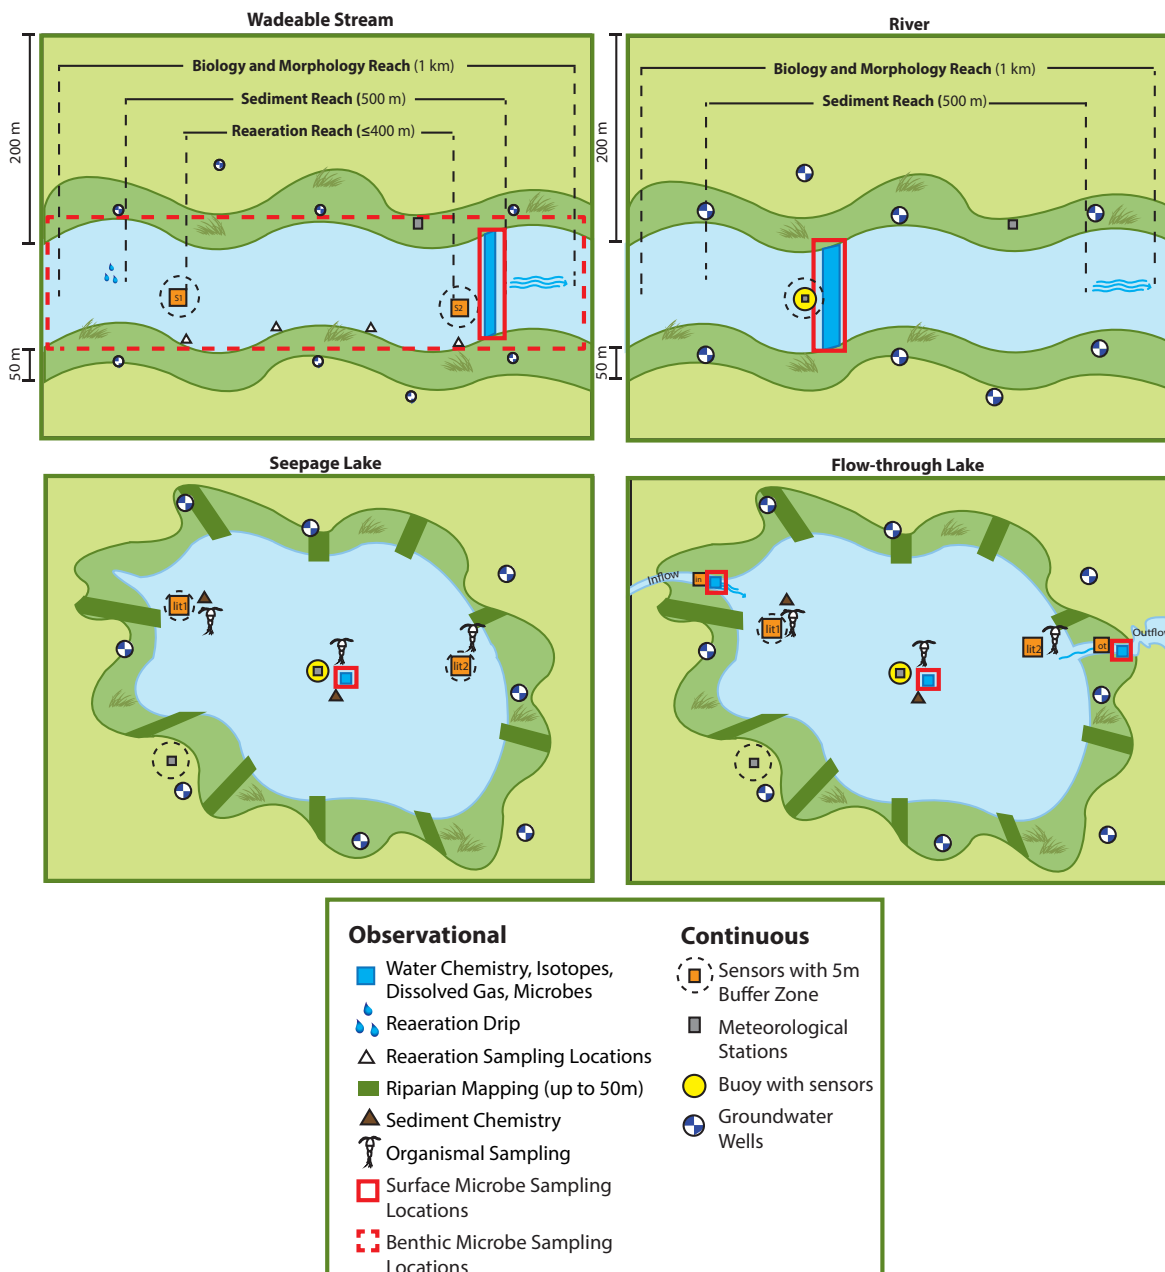 Wadeable Stream
Biology and Morphology Reach (1 km)
Sediment Reach (500 m)
Reaeration Reach (≤400 m)
200 m
50m
S1
S2
River
Biology and Morphology Reach (1 km)
Sediment Reach (500 m)
200 m
50 m
Seepage Lake
lit1
lit2
Flow-through Lake
Inflow
in
lit1
lit2
ot
Outflow
Observational
Water Chemistry, Isotopes,
Dissolved Gas, Microbes
Reaeration Drip
Reaeration Sampling Locations
Riparian Mapping (up to 50m)
Sediment Chemistry
Organismal Sampling
Surface Microbe Sampling
Locations
Benthic Microbe Sampling
Locations
Continuous
Sensors with 5m
Buffer Zone
Meteorological
Stations
Buoy with sensors
Groundwater
Wells